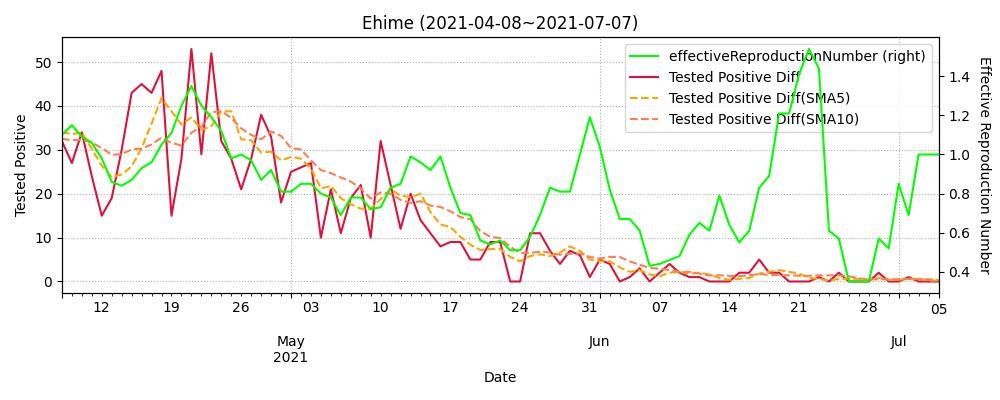 Ehime (2021-04-08~2021-07-07)
effectiveReproductionNumber (right)
Tested Positive Diff
Tested Positive Diff(SMA5)
Tested Positive Diff(SMA10)
Tested Positive
50
40
30
20
10
0
Effective Reproduction Number
1.4
1.2
1.0
0.8
0.6
0.4
12 19 26 03 10 17 24 31 07 14 21 28 05
May Jun Jul
2021
Date